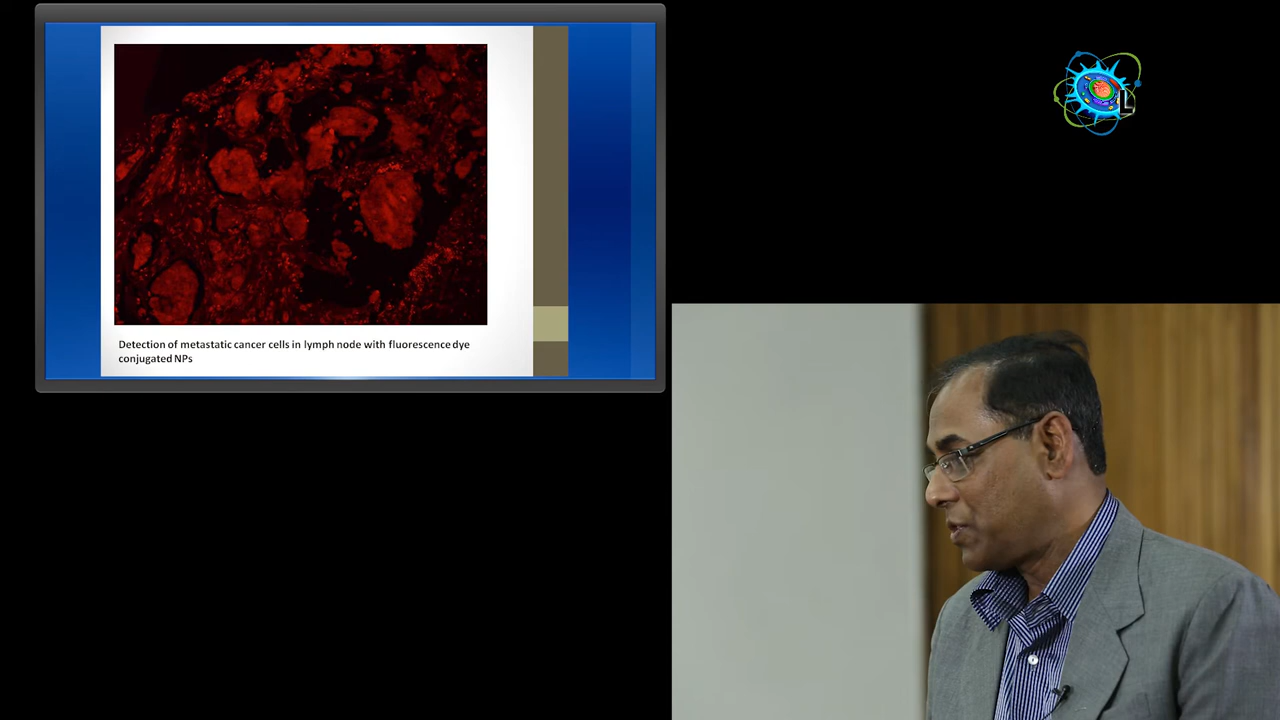 Detection of metastatic cancer cells in lymph node with fluorescence dye
conjugated NPs
L